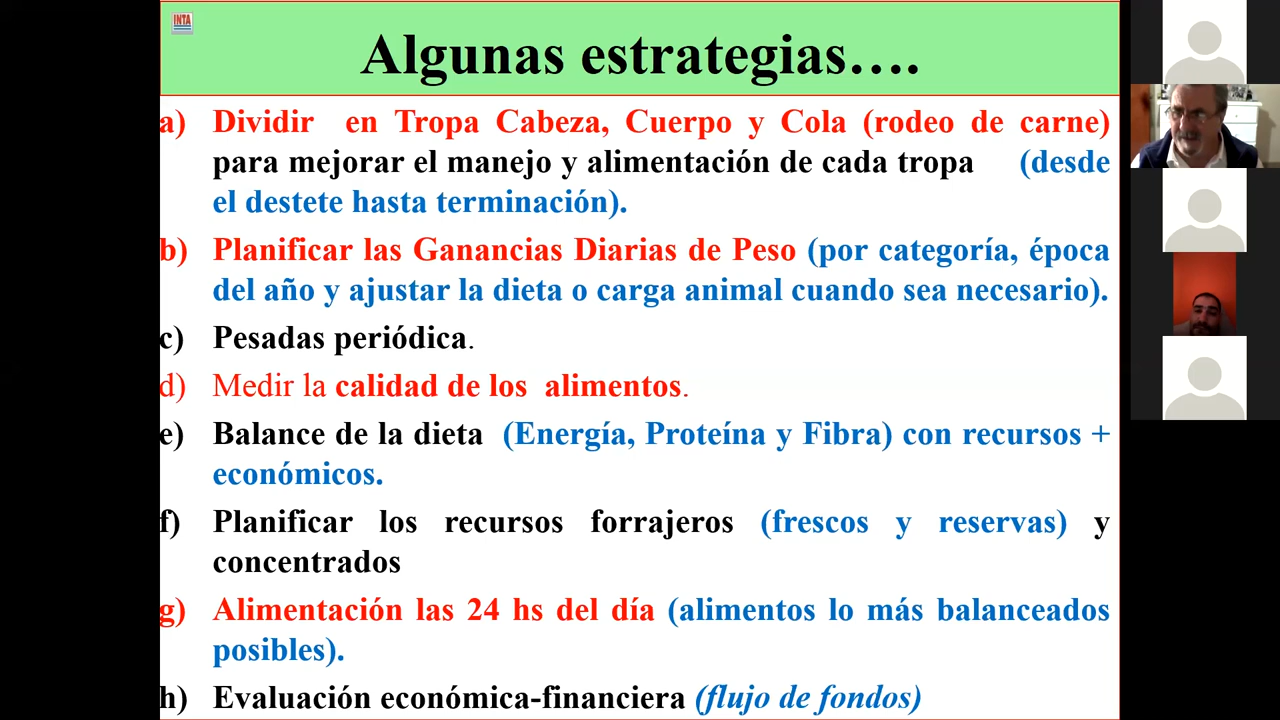 INTA
Algunas estrategias….
a) Dividir en Tropa Cabeza, Cuerpo y Cola (rodeo de carne)
para mejorar el manejo y alimentación de cada tropa (desde
el destete hasta terminación).
b) Planificar las Ganancias Diarias de Peso (por categoría, época
del año y ajustar la dieta o carga animal cuando sea necesario).
c) Pesadas periódica.
d) Medir la calidad de los alimentos.
e) Balance de la dieta (Energía, Proteína y Fibra) con recursos +
económicos.
f) Planificar los recursos forrajeros (frescos y reservas) y
concentrados
g) Alimentación las 24 hs del día (alimentos lo más balanceados
posibles).
h) Evaluación económica-financiera (flujo de fondos)